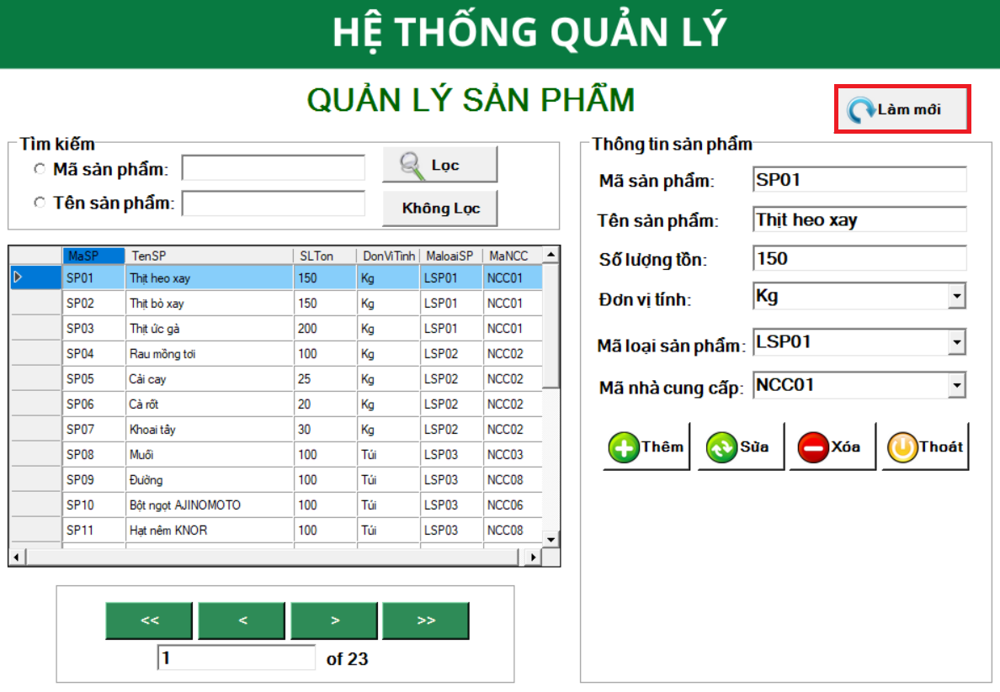 HỆ THỐNG QUẢN LÝ
QUẢN LÝ SẢN PHẨM
Làm mới
Tìm kiếm
Mã sản phẩm:
Lọc
Tên sản phẩm:
Không Lọc
MaSP TenSP SLTon DonViTinh MaloaiSP MaNCC
SP01 Thịt heo xay 150 Kg LSP01 NCC01
SP02 Thịt bò xay 150 Kg LSP01 NCC01
SP03 Thịt ức gà 200 Kg LSP01 NCC01
SP04 Rau mồng tơi 100 Kg LSP02 NCC02
SP05 Cải cay 25 Kg LSP02 NCC02
SP06 Cà rốt 20 Kg LSP02 NCC02
SP07 Khoai tây 30 Kg LSP02 NCC02
SP08 Muối 100 Túi LSP03 NCC03
SP09 Đường 100 Túi LSP03 NCC08
SP10 Bột ngọt AJINOMOTO 100 Túi LSP03 NCC06
SP11 Hạt nêm KNOR 100 Túi LSP03 NCC08
<< < > >>
1 of 23
Thông tin sản phẩm
Mã sản phẩm: SP01
Tên sản phẩm: Thịt heo xay
Số lượng tồn: 150
Đơn vị tính: Kg
Mã loại sản phẩm: LSP01
Mã nhà cung cấp: NCC01
Thêm Sửa Xóa Thoát